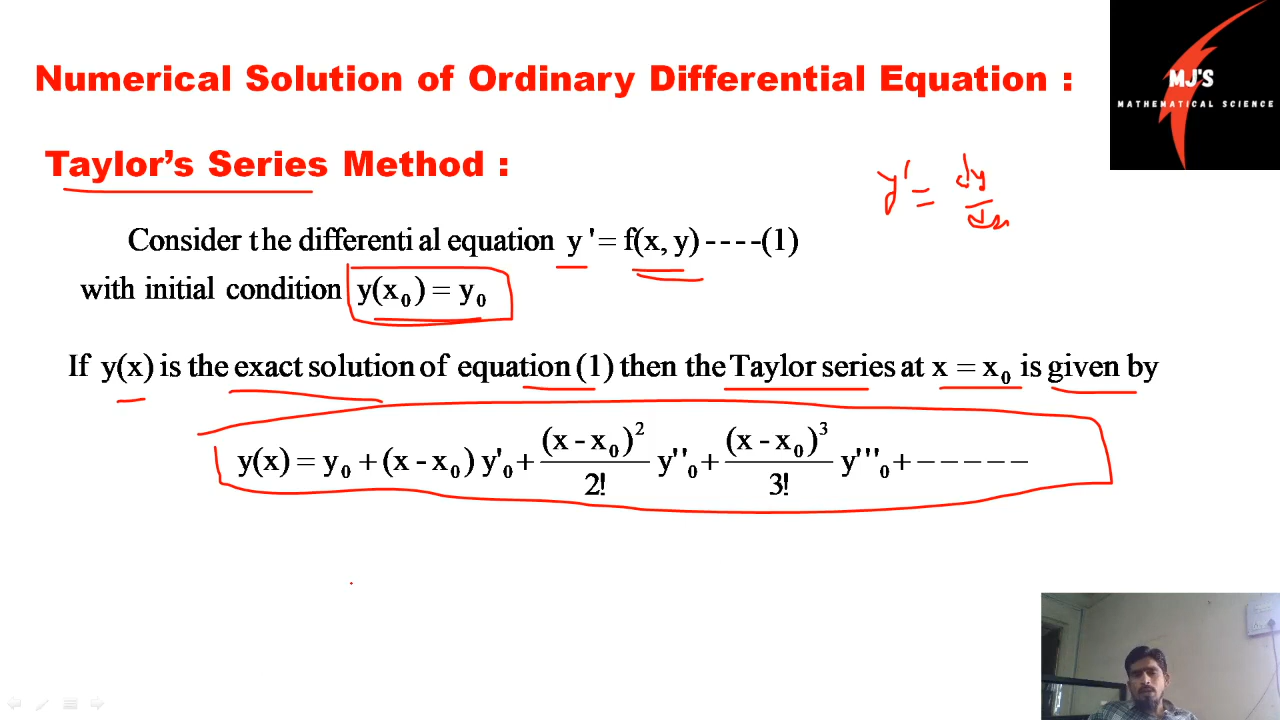 MJ'S
MATHEMATICAL SCIENCE
Numerical Solution of Ordinary Differential Equation :
Taylor's Series Method :
y' = dy/dx
Consider the differential equation y' = f(x, y) - - - -(1)
with initial condition y(x₀) = y₀
If y(x) is the exact solution of equation (1) then the Taylor series at x = x₀ is given by
y(x) = y₀ + (x - x₀) y'₀ + (x - x₀)²/2! y''₀ + (x - x₀)³/3! y'''₀ + − − − − −